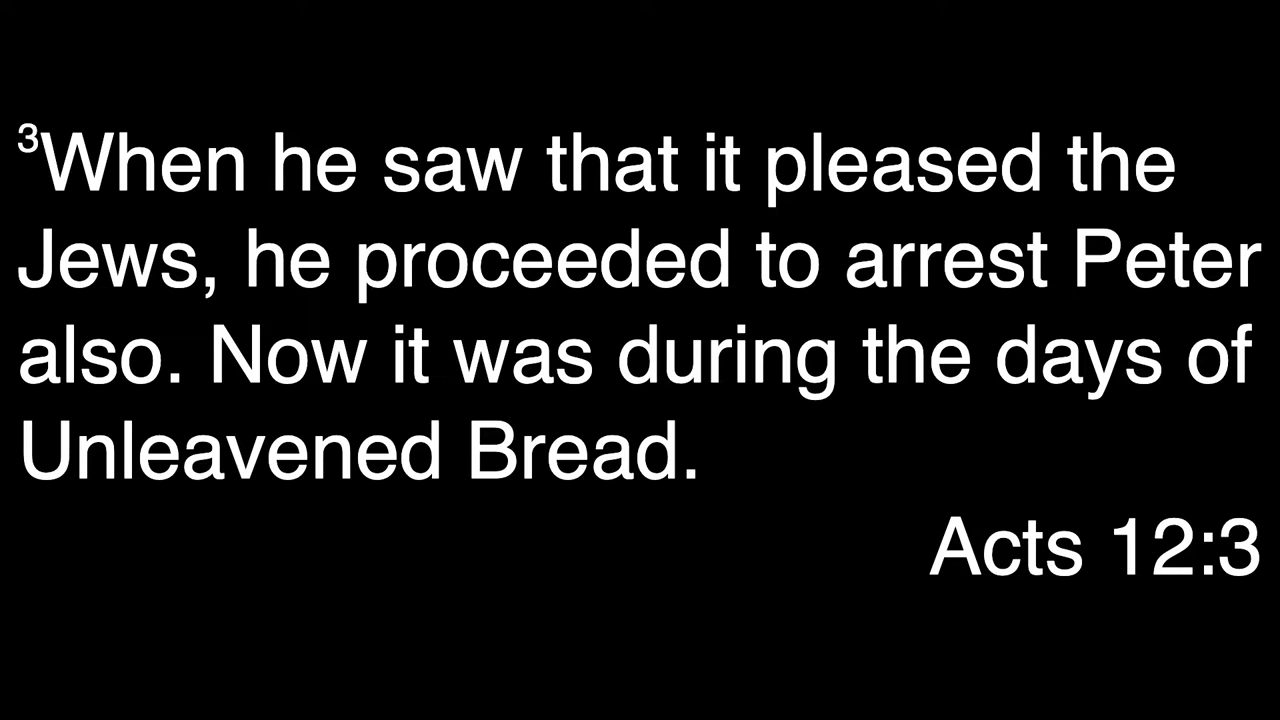 ³When he saw that it pleased the
Jews, he proceeded to arrest Peter
also. Now it was during the days of
Unleavened Bread.
Acts 12:3